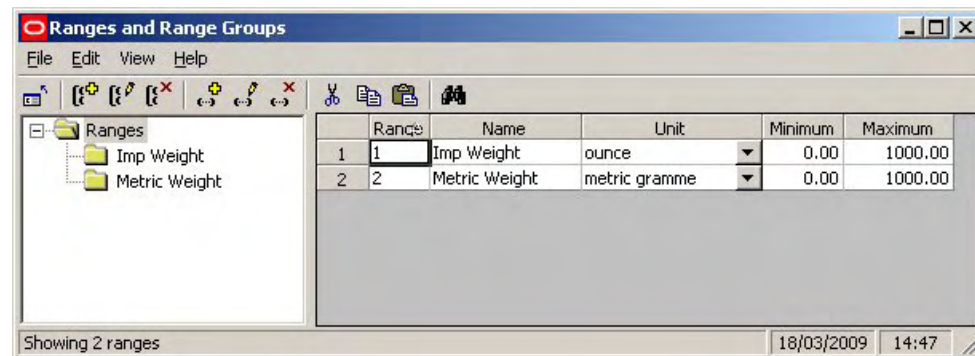 Ranges and Range Groups
File Edit View Help
Ranges
Imp Weight
Metric Weight
Range Name Unit Minimum Maximum
1 1 Imp Weight ounce 0.00 1000.00
2 2 Metric Weight metric gramme 0.00 1000.00
Showing 2 ranges 18/03/2009 14:47